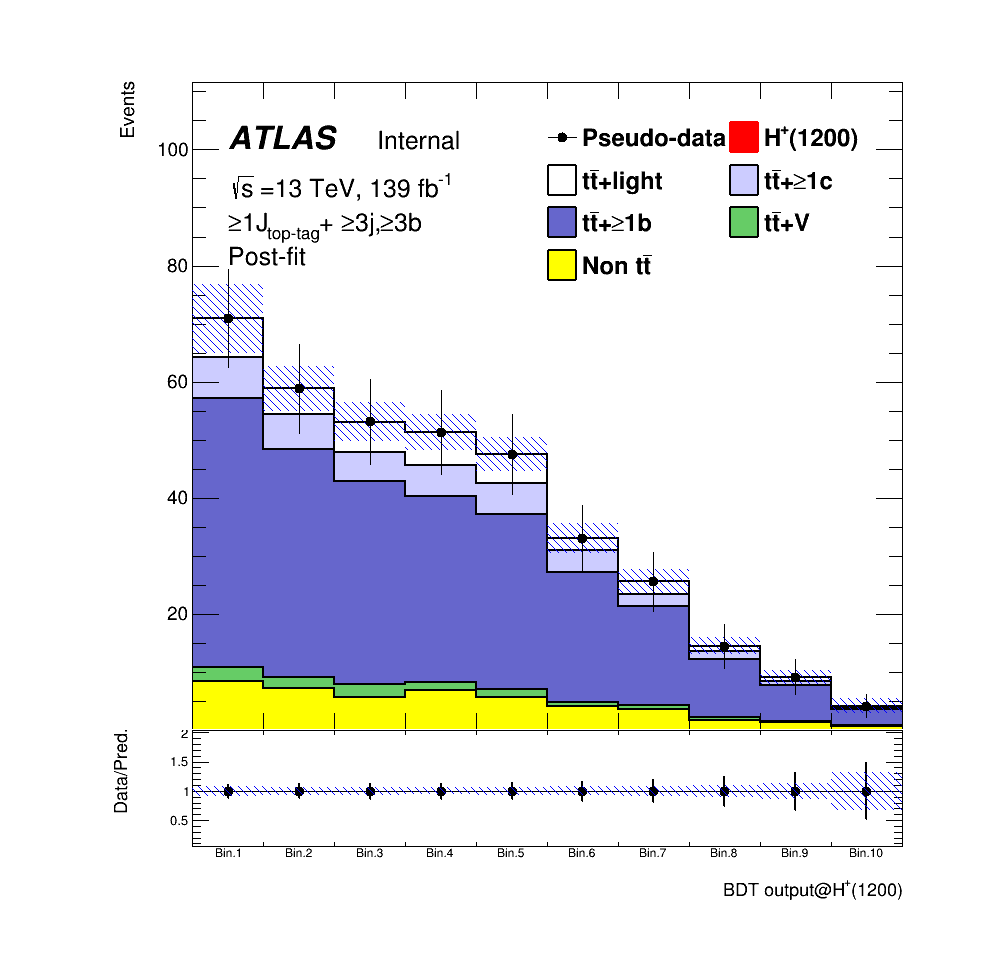 Events
100
80
60
40
20
ATLAS Internal
√s =13 TeV, 139 fb⁻¹
≥1J_top-tag+ ≥3j,≥3b
Post-fit
Pseudo-data
H⁺(1200)
tt̄+light
tt̄+≥1c
tt̄+≥1b
tt̄+V
Non tt̄
Data/Pred.
2
1.5
1
0.5
Bin.1 Bin.2 Bin.3 Bin.4 Bin.5 Bin.6 Bin.7 Bin.8 Bin.9 Bin.10
BDT output@H⁺(1200)